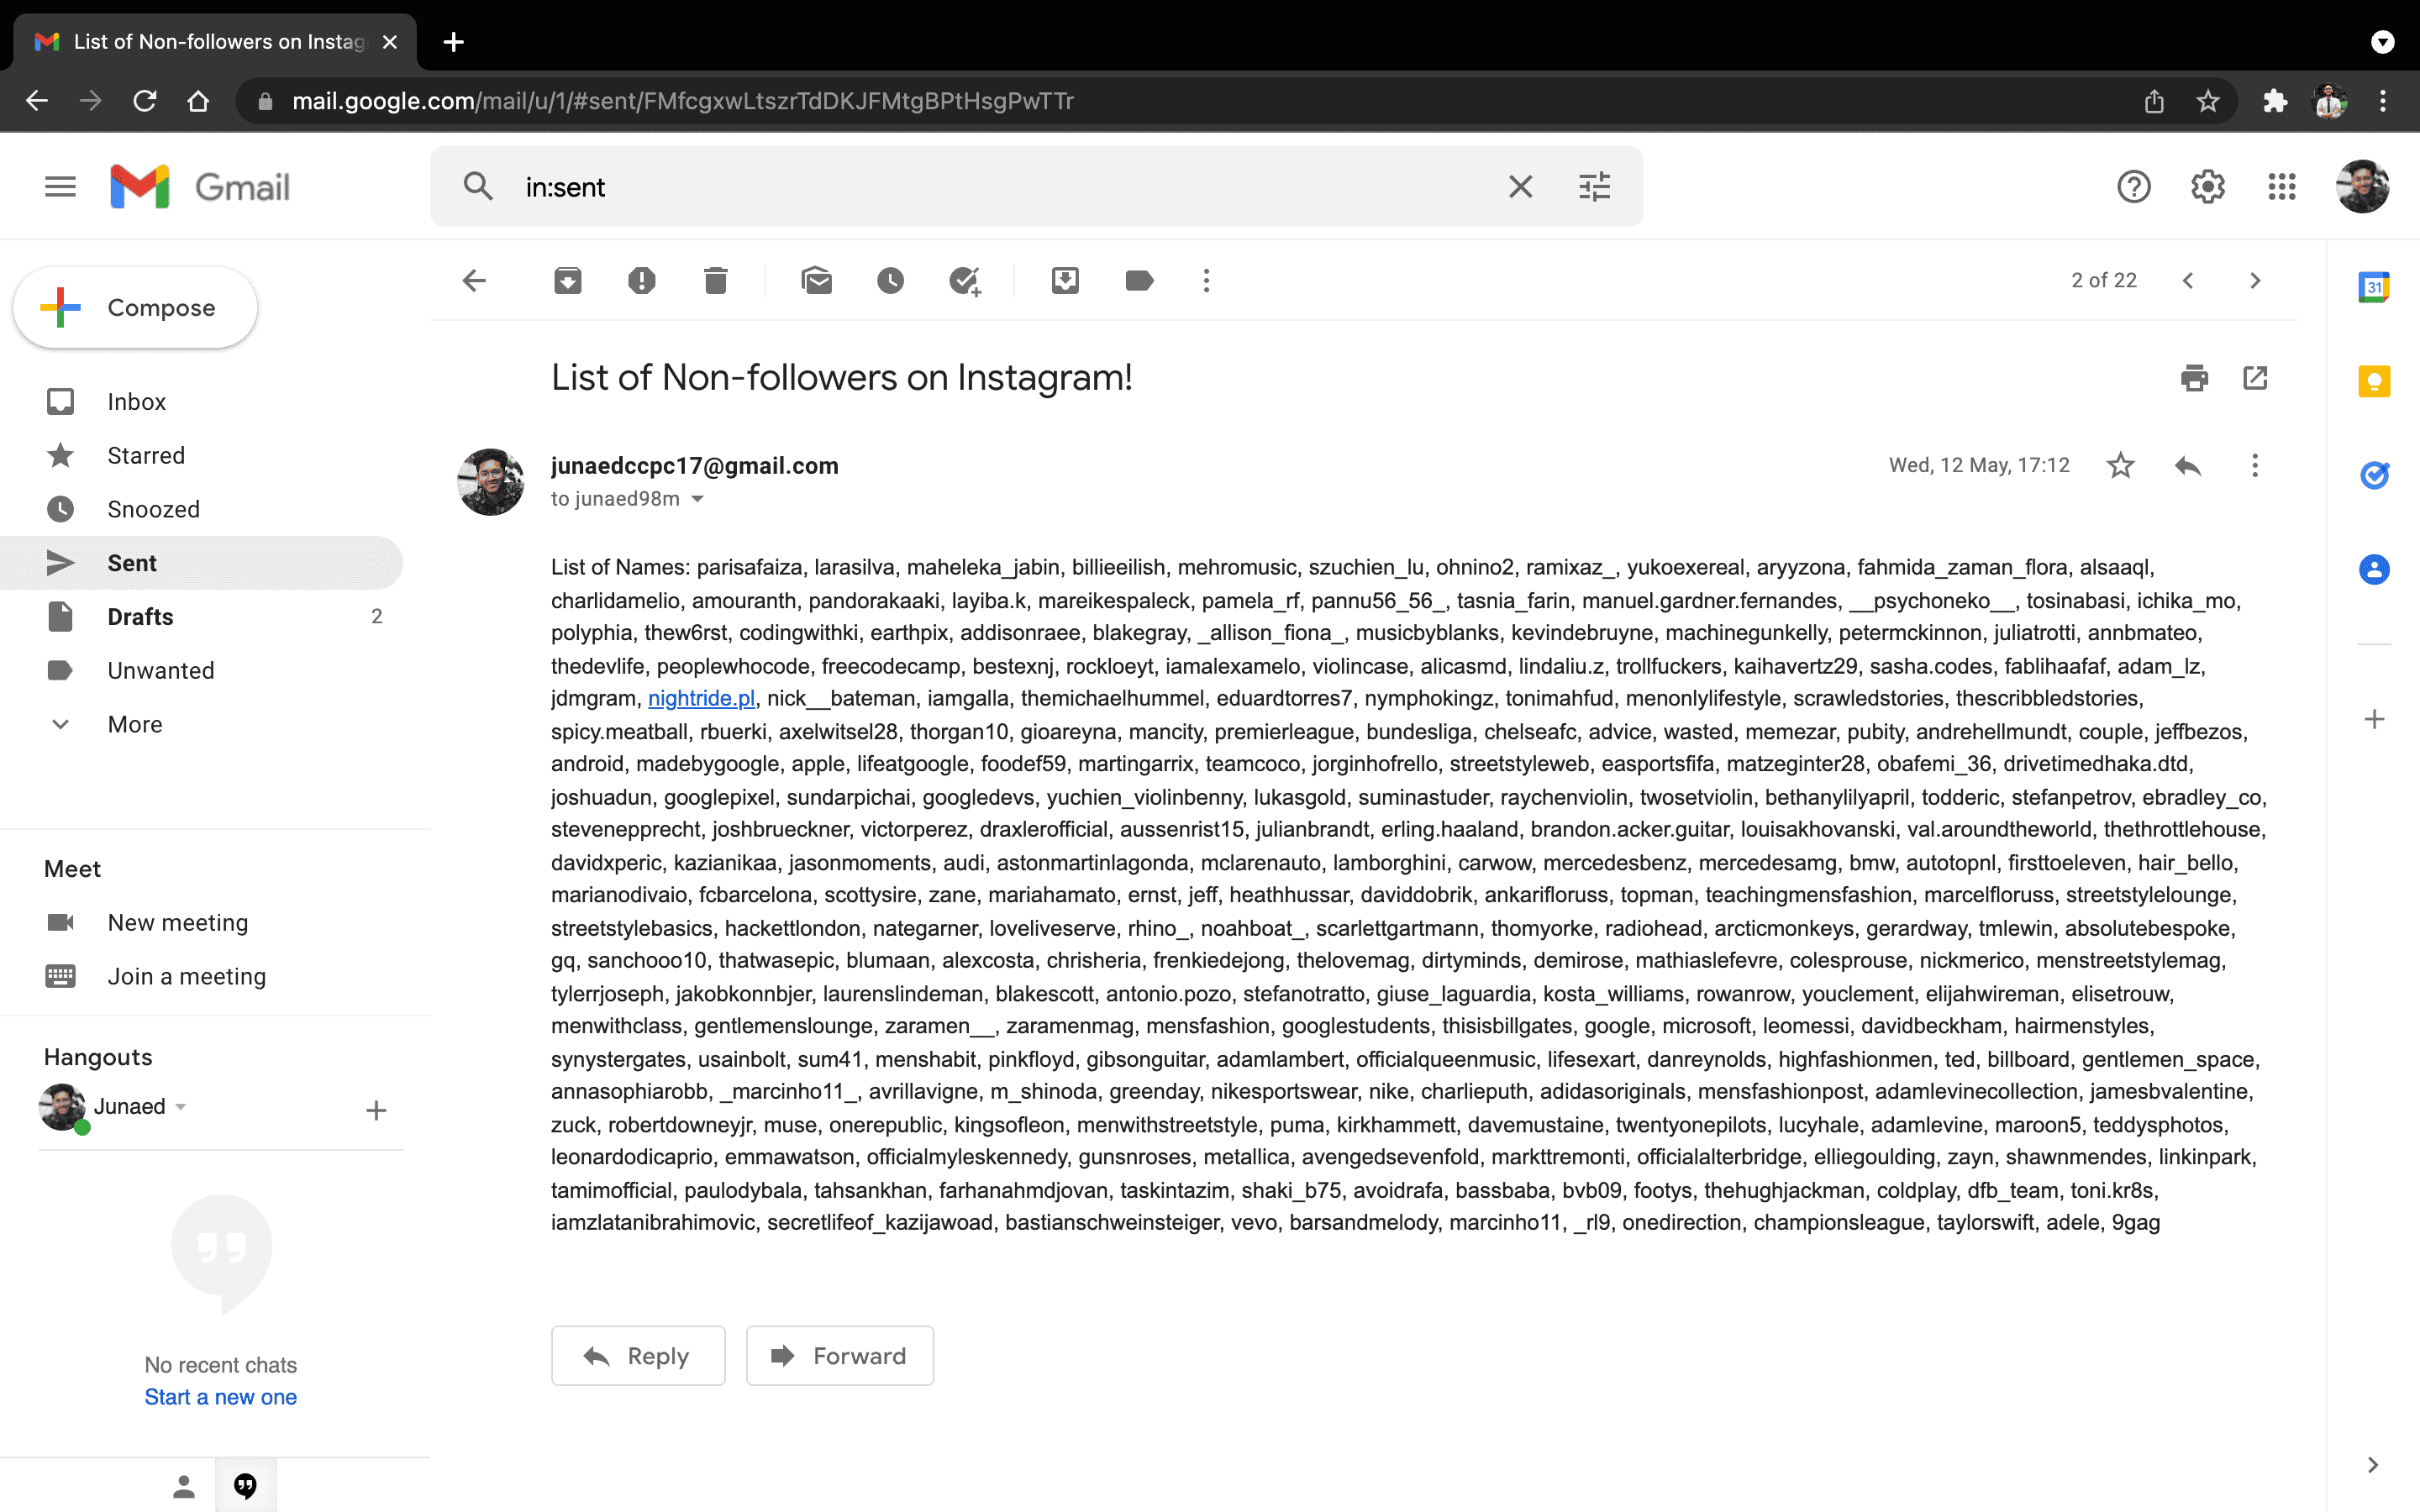 List of Non-followers on Instag
mail.google.com/mail/u/1/#sent/FMfcgxwLtszrTdDKJFMtgBPtHsgPwTTr
Gmail
in:sent
Compose
2 of 22
31
Inbox
Starred
Snoozed
Sent
Drafts 2
Unwanted
More
Meet
New meeting
Join a meeting
Hangouts
Junaed
No recent chats
Start a new one
List of Non-followers on Instagram!
junaedccpc17@gmail.com
Wed, 12 May, 17:12
to junaed98m
List of Names: parisafaiza, larasilva, maheleka_jabin, billieeilish, mehromusic, szuchien_lu, ohnino2, ramixaz_, yukoexereal, aryyzona, fahmida_zaman_flora, alsaaql,
charlidamelio, amouranth, pandorakaaki, layiba.k, mareikespaleck, pamela_rf, pannu56_56_, tasnia_farin, manuel.gardner.fernandes, __psychoneko__, tosinabasi, ichika_mo,
polyphia, thew6rst, codingwithki, earthpix, addisonraee, blakegray, _allison_fiona_, musicbyblanks, kevindebruyne, machinegunkelly, petermckinnon, juliatrotti, annbmateo,
thedevlife, peoplewhocode, freecodecamp, bestexnj, rockloeyt, iamalexamelo, violincase, alicasmd, lindaliu.z, trollfuckers, kaihavertz29, sasha.codes, fablihaafaf, adam_lz,
jdmgram, nightride.pl, nick__bateman, iamgalla, themichaelhummel, eduardtorres7, nymphokingz, tonimahfud, menonlylifestyle, scrawledstories, thescribbledstories,
spicy.meatball, rbuerki, axelwitsel28, thorgan10, gioareyna, mancity, premierleague, bundesliga, chelseafc, advice, wasted, memezar, pubity, andrehellmundt, couple, jeffbezos,
android, madebygoogle, apple, lifeatgoogle, foodef59, martingarrix, teamcoco, jorginhofrello, streetstyleweb, easportsfifa, matzeginter28, obafemi_36, drivetimedhaka.dtd,
joshuadun, googlepixel, sundarpichai, googledevs, yuchien_violinbenny, lukasgold, suminastuder, raychenviolin, twosetviolin, bethanylilyapril, todderic, stefanpetrov, ebradley_co,
stevenepprecht, joshbrueckner, victorperez, draxlerofficial, aussenrist15, julianbrandt, erling.haaland, brandon.acker.guitar, louisakhovanski, val.aroundtheworld, thethrottlehouse,
davidxperic, kazianikaa, jasonmoments, audi, astonmartinlagonda, mclarenauto, lamborghini, carwow, mercedesbenz, mercedesamg, bmw, autotopnl, firsttoeleven, hair_bello,
marianodivaio, fcbarcelona, scottysire, zane, mariahamato, ernst, jeff, heathhussar, daviddobrik, ankarifloruss, topman, teachingmensfashion, marcelfloruss, streetstylelounge,
streetstylebasics, hackettlondon, nategarner, loveliveserve, rhino_, noahboat_, scarlettgartmann, thomyorke, radiohead, arcticmonkeys, gerardway, tmlewin, absolutebespoke,
gq, sanchooo10, thatwasepic, blumaan, alexcosta, chrisheria, frenkiedejong, thelovemag, dirtyminds, demirose, mathiaslefevre, colesprouse, nickmerico, menstreetstylemag,
tylerrjoseph, jakobkonnbjer, laurenslindeman, blakescott, antonio.pozo, stefanotratto, giuse_laguardia, kosta_williams, rowanrow, youclement, elijahwireman, elisetrouw,
menwithclass, gentlemenslounge, zaramen__, zaramenmag, mensfashion, googlestudents, thisisbillgates, google, microsoft, leomessi, davidbeckham, hairmenstyles,
synystergates, usainbolt, sum41, menshabit, pinkfloyd, gibsonguitar, adamlambert, officialqueenmusic, lifesexart, danreynolds, highfashionmen, ted, billboard, gentlemen_space,
annasophiarobb, _marcinho11_, avrillavigne, m_shinoda, greenday, nikesportswear, nike, charlieputh, adidasoriginals, mensfashionpost, adamlevinecollection, jamesbvalentine,
zuck, robertdowneyjr, muse, onerepublic, kingsofleon, menwithstreetstyle, puma, kirkhammett, davemustaine, twentyonepilots, lucyhale, adamlevine, maroon5, teddysphotos,
leonardodicaprio, emmawatson, officialmyleskennedy, gunsnroses, metallica, avengedsevenfold, markttremonti, officialalterbridge, elliegoulding, zayn, shawnmendes, linkinpark,
tamimofficial, paulodybala, tahsankhan, farhanahmdjovan, taskintazim, shaki_b75, avoidrafa, bassbaba, bvb09, footys, thehughjackman, coldplay, dfb_team, toni.kr8s,
iamzlatanibrahimovic, secretlifeof_kazijawoad, bastianschweinsteiger, vevo, barsandmelody, marcinho11, _rl9, onedirection, championsleague, taylorswift, adele, 9gag
Reply
Forward